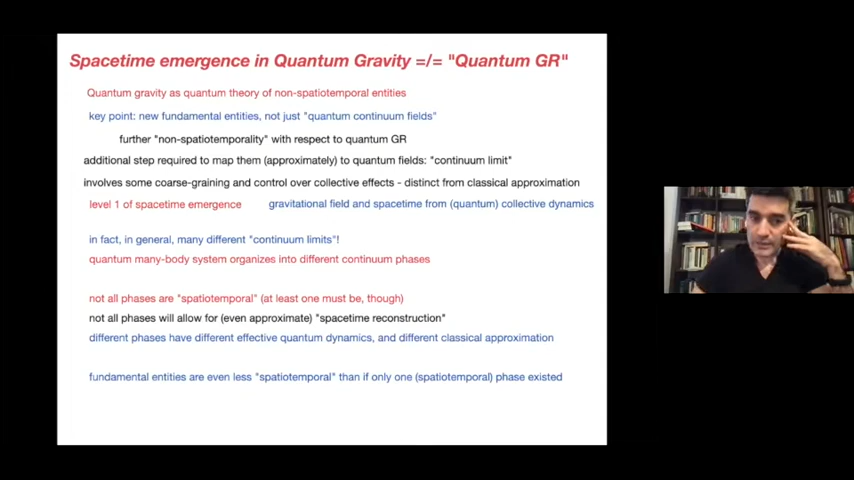 Spacetime emergence in Quantum Gravity =/= "Quantum GR"
Quantum gravity as quantum theory of non-spatiotemporal entities
key point: new fundamental entities, not just "quantum continuum fields"
further "non-spatiotemporality" with respect to quantum GR
additional step required to map them (approximately) to quantum fields: "continuum limit"
involves some coarse-graining and control over collective effects - distinct from classical approximation
level 1 of spacetime emergence gravitational field and spacetime from (quantum) collective dynamics
in fact, in general, many different "continuum limits"!
quantum many-body system organizes into different continuum phases
not all phases are "spatiotemporal" (at least one must be, though)
not all phases will allow for (even approximate) "spacetime reconstruction"
different phases have different effective quantum dynamics, and different classical approximation
fundamental entities are even less "spatiotemporal" than if only one (spatiotemporal) phase existed